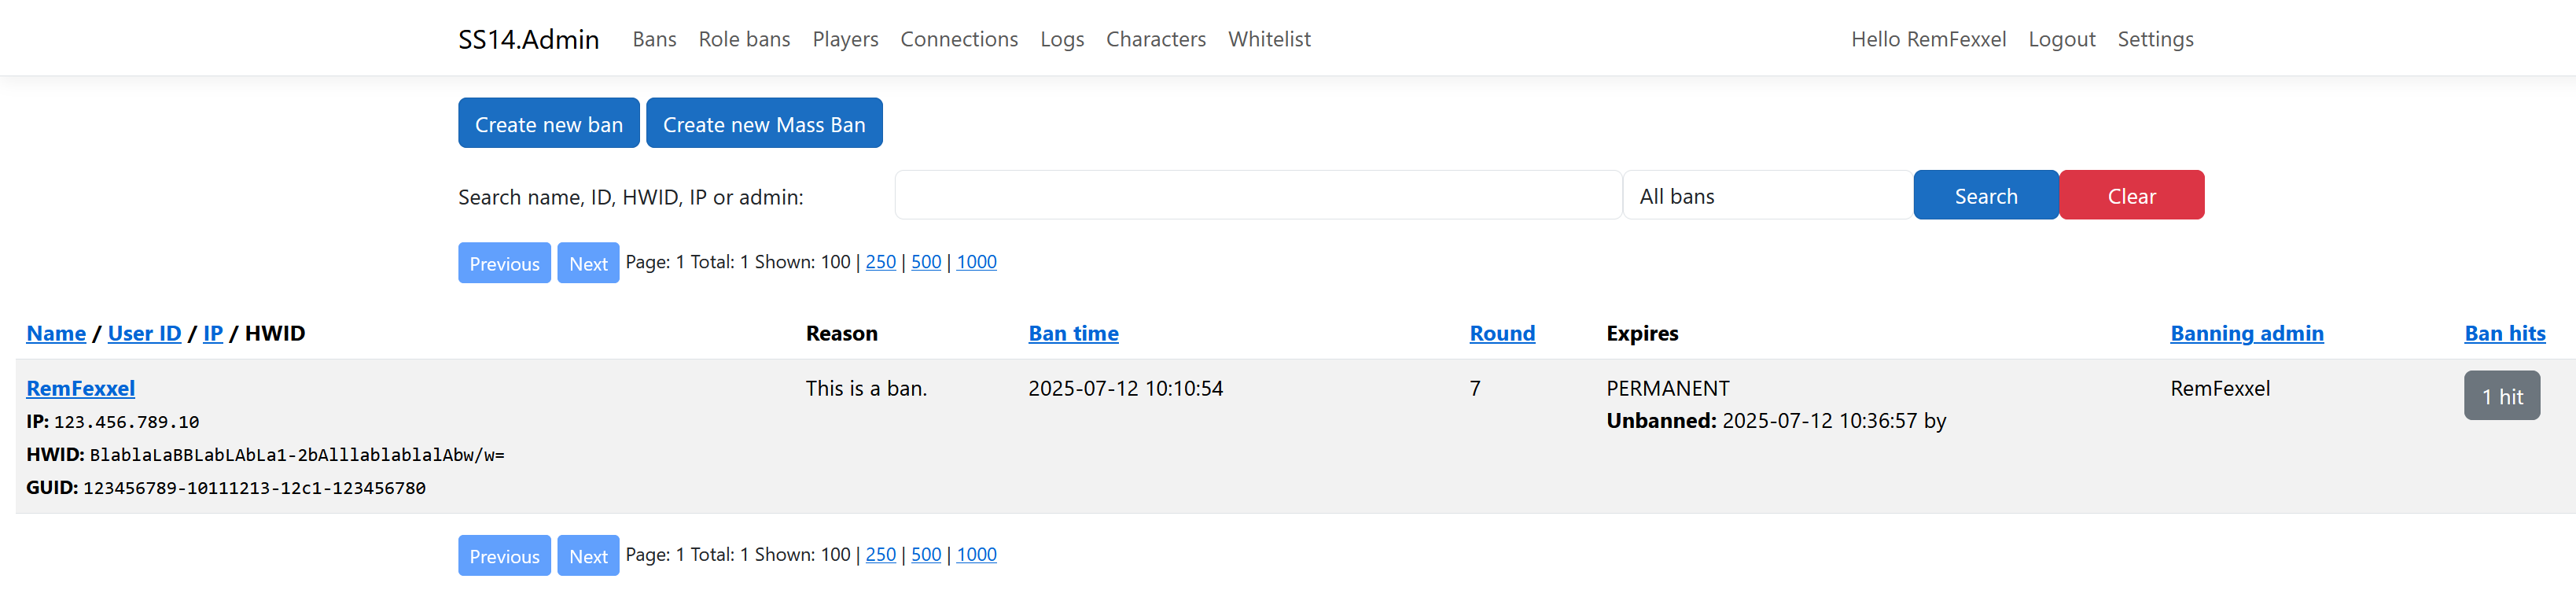 SS14.Admin Bans Role bans Players Connections Logs Characters Whitelist Hello RemFexxel Logout Settings
Create new ban Create new Mass Ban
Search name, ID, HWID, IP or admin: All bans Search Clear
Previous Next Page: 1 Total: 1 Shown: 100 | 250 | 500 | 1000
Name / User ID / IP / HWID Reason Ban time Round Expires Banning admin Ban hits
RemFexxel This is a ban. 2025-07-12 10:10:54 7 PERMANENT RemFexxel 1 hit
IP: 123.456.789.10 Unbanned: 2025-07-12 10:36:57 by
HWID: BlablaLaBBLabLAbLa1-2bAlllablablalAbw/w=
GUID: 123456789-10111213-12c1-123456780
Previous Next Page: 1 Total: 1 Shown: 100 | 250 | 500 | 1000